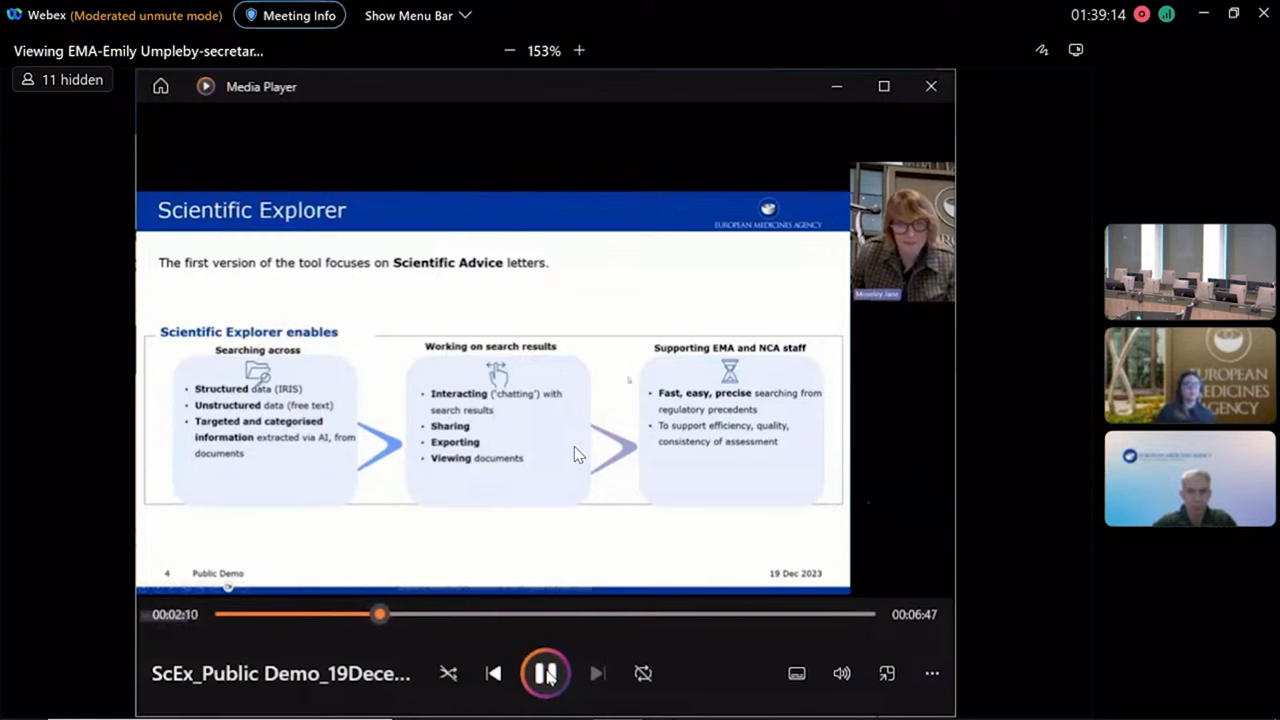 Webex (Moderated unmute mode) Meeting Info Show Menu Bar 01:39:14
Viewing EMA-Emily Umpleby-secretar... 153%
11 hidden
Media Player
Scientific Explorer
EUROPEAN MEDICINES AGENCY
The first version of the tool focuses on Scientific Advice letters.
Moseley Jane
Scientific Explorer enables
Searching across
Structured data (IRIS)
Unstructured data (free text)
Targeted and categorised
information extracted via AI, from
documents
Working on search results
Interacting ('chatting') with
search results
Sharing
Exporting
Viewing documents
Supporting EMA and NCA staff
Fast, easy, precise searching from
regulatory precedents
To support efficiency, quality,
consistency of assessment
4 Public Demo 19 Dec 2023
00:02:10 00:06:47
ScEx_Public Demo_19Dece...
EUROPEAN
MEDICINES
AGENCY